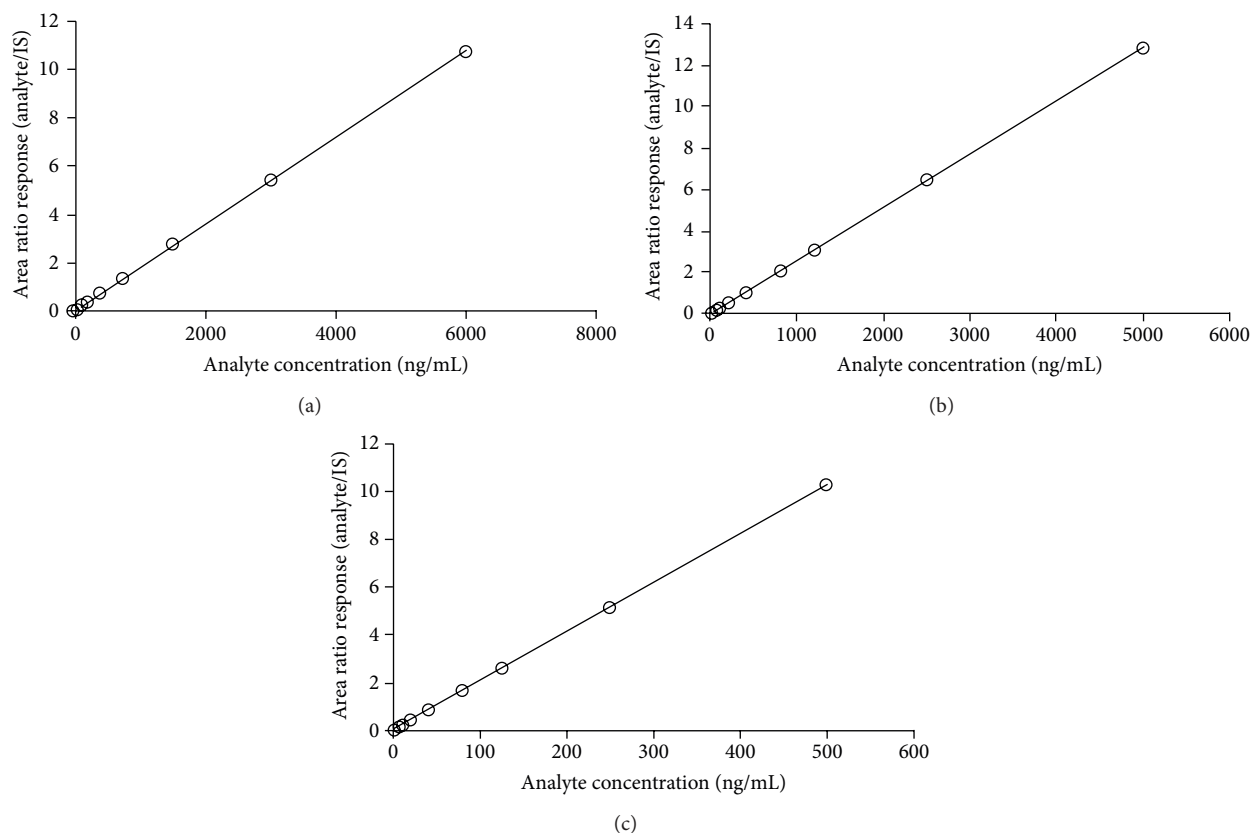 12
10
8
6
4
2
0
Area ratio response (analyte/IS)
0 2000 4000 6000 8000
Analyte concentration (ng/mL)
(a)
14
12
10
8
6
4
2
0
Area ratio response (analyte/IS)
0 1000 2000 3000 4000 5000 6000
Analyte concentration (ng/mL)
(b)
12
10
8
6
4
2
0
Area ratio response (analyte/IS)
0 100 200 300 400 500 600
Analyte concentration (ng/mL)
(c)